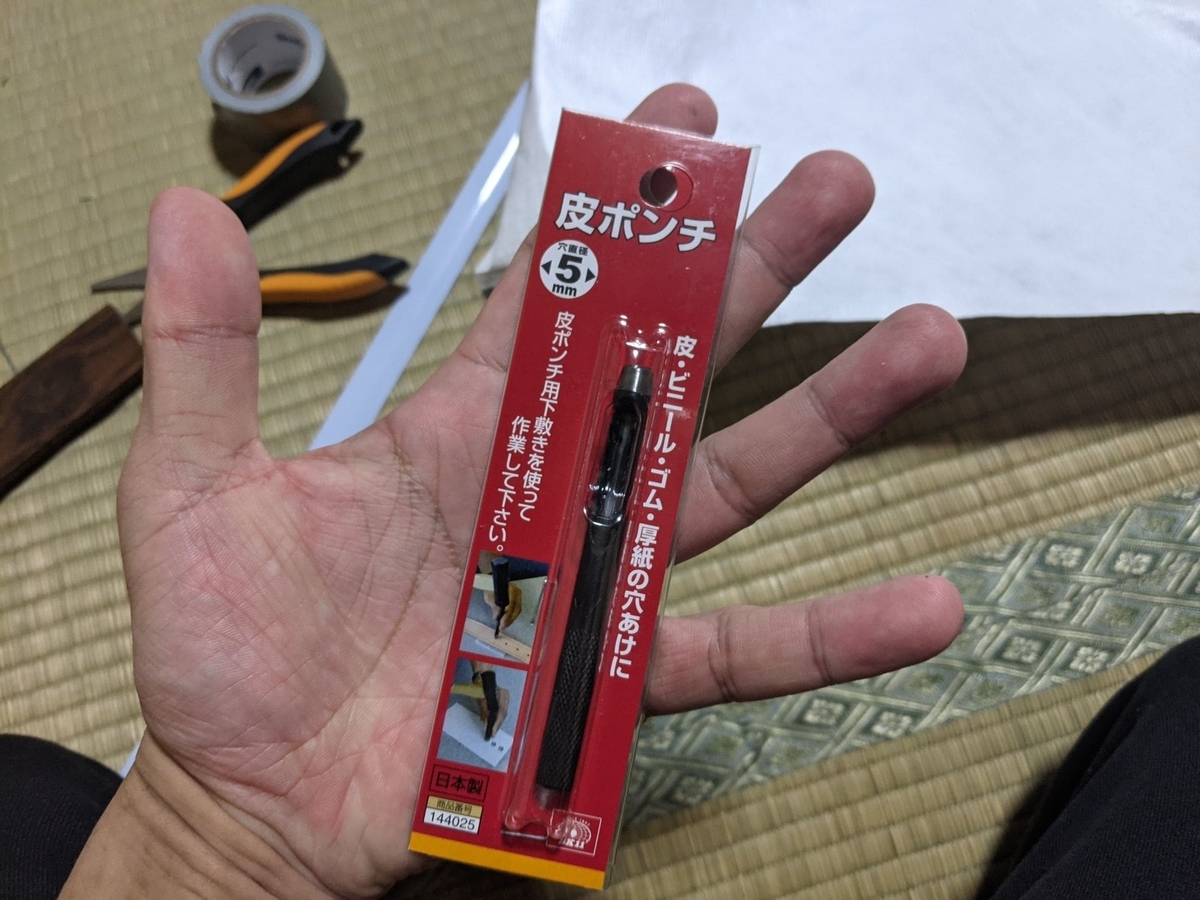 皮ポンチ
穴直径
5
mm
皮・ビニール・ゴム・厚紙の穴あけに
皮ポンチ用下敷きを使って
作業して下さい。
日本製
商品番号
144025